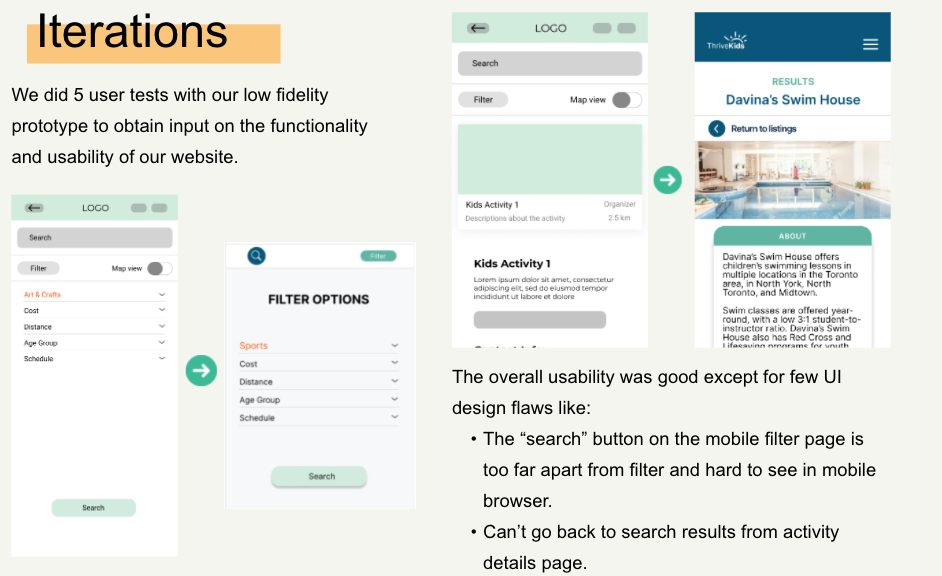 Iterations
We did 5 user tests with our low fidelity
prototype to obtain input on the functionality
and usability of our website.
LOGO
Search
Filter
Map view
Art & Crafts
Cost
Distance
Age Group
Schedule
Search
Filter
FILTER OPTIONS
Sports
Cost
Distance
Age Group
Schedule
Search
LOGO
Search
Filter
Map view
Kids Activity 1
Organizer
Descriptions about the activity
2.5 km
Kids Activity 1
Lorem ipsum dolor sit amet, consectetur
adipiscing elit, sed do eiusmod tempor
incididunt ut labore et dolore
ThriveKids
RESULTS
Davina's Swim House
Return to listings
ABOUT
Davina's Swim House offers
children's swimming lessons in
multiple locations in the Toronto
area, in North York, North
Toronto, and Midtown.
Swim classes are offered year-
round, with a low 3:1 student-to-
instructor ratio. Davina's Swim
House also has Red Cross and
Lifesaving programs for youth
The overall usability was good except for few UI
design flaws like:
• The “search” button on the mobile filter page is
too far apart from filter and hard to see in mobile
browser.
• Can’t go back to search results from activity
details page.